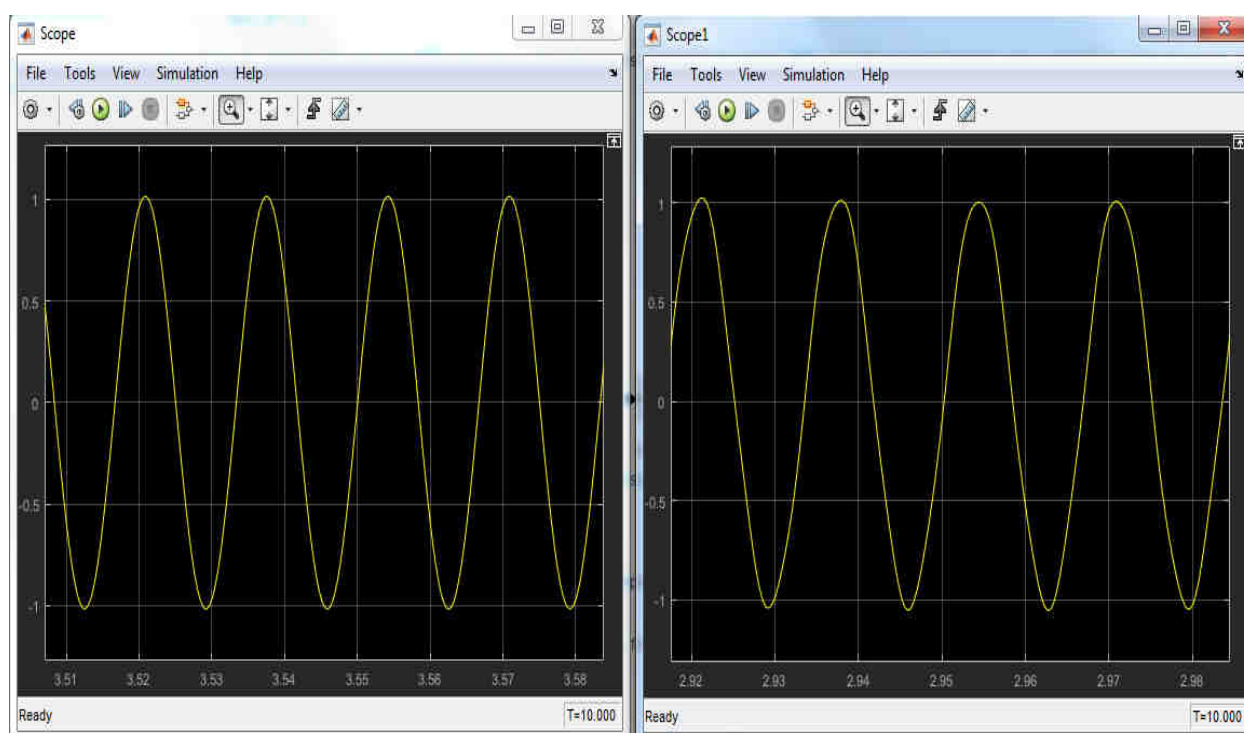 Scope
File Tools View Simulation Help
1
0.5
0
-0.5
-1
3.51 3.52 3.53 3.54 3.55 3.56 3.57 3.58
Ready T=10.000
Scope1
File Tools View Simulation Help
1
0.5
0
-0.5
-1
2.92 2.93 2.94 2.95 2.96 2.97 2.98
Ready T=10.000